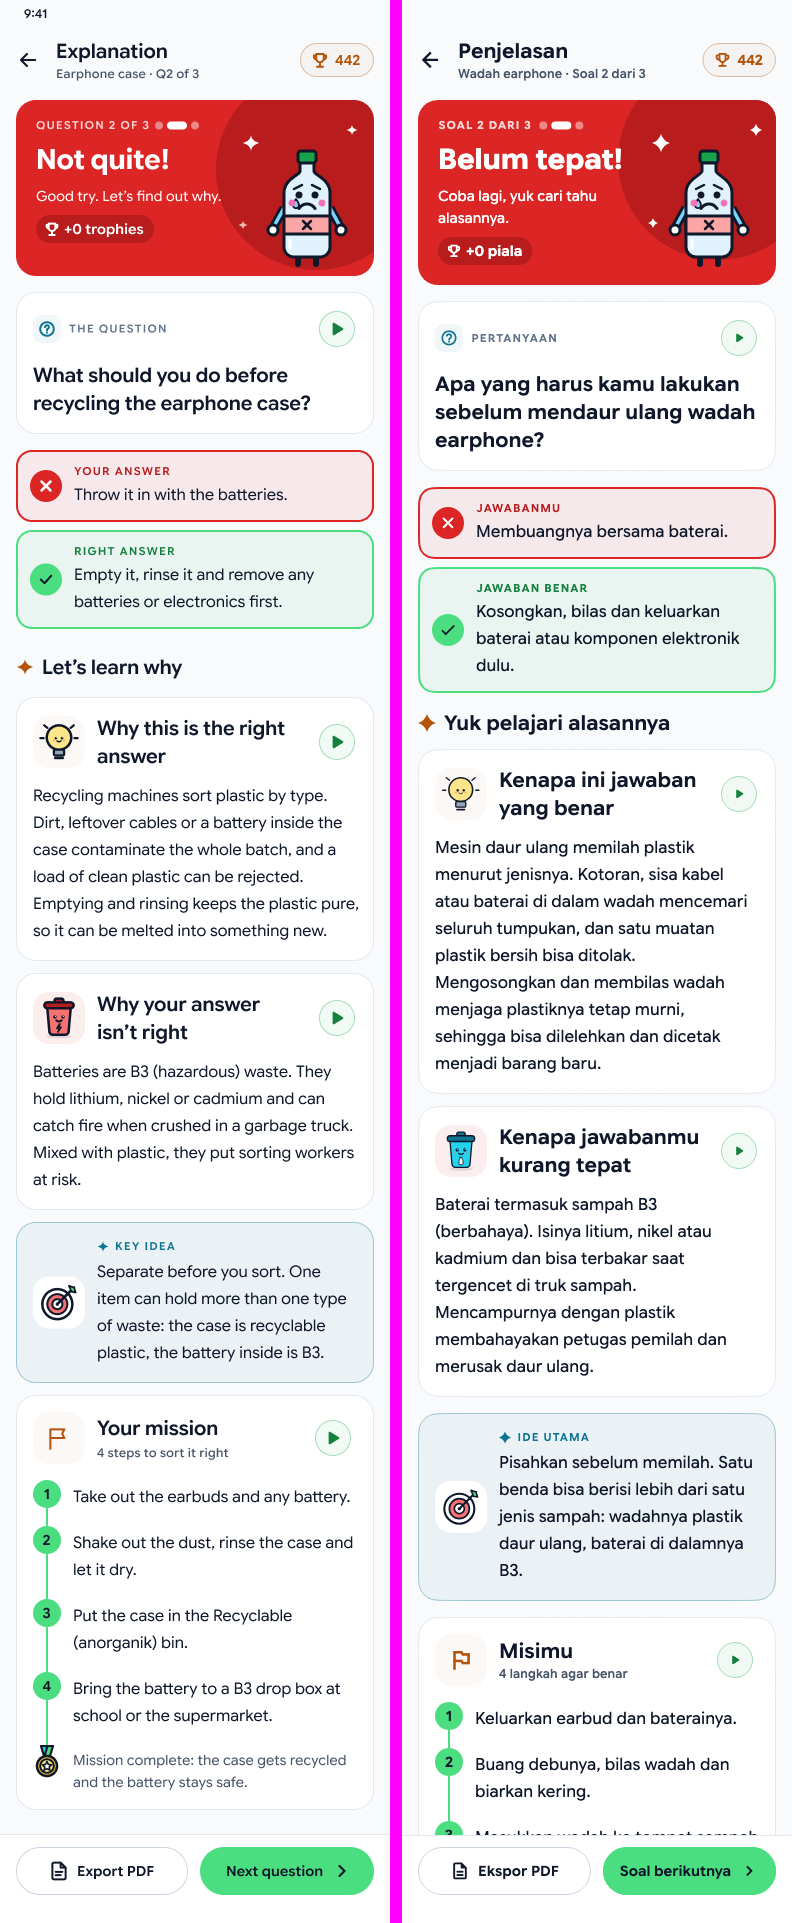 9:41
Explanation
Earphone case · Q2 of 3
442
QUESTION 2 OF 3
Not quite!
Good try. Let's find out why.
+0 trophies
THE QUESTION
What should you do before
recycling the earphone case?
YOUR ANSWER
Throw it in with the batteries.
RIGHT ANSWER
Empty it, rinse it and remove any
batteries or electronics first.
Let's learn why
Why this is the right
answer
Recycling machines sort plastic by type.
Dirt, leftover cables or a battery inside the
case contaminate the whole batch, and a
load of clean plastic can be rejected.
Emptying and rinsing keeps the plastic pure,
so it can be melted into something new.
Why your answer
isn't right
Batteries are B3 (hazardous) waste. They
hold lithium, nickel or cadmium and can
catch fire when crushed in a garbage truck.
Mixed with plastic, they put sorting workers
at risk.
KEY IDEA
Separate before you sort. One
item can hold more than one type
of waste: the case is recyclable
plastic, the battery inside is B3.
Your mission
4 steps to sort it right
1 Take out the earbuds and any battery.
2 Shake out the dust, rinse the case and
let it dry.
3 Put the case in the Recyclable
(anorganik) bin.
4 Bring the battery to a B3 drop box at
school or the supermarket.
Mission complete: the case gets recycled
and the battery stays safe.
Export PDF
Next question
Penjelasan
Wadah earphone · Soal 2 dari 3
442
SOAL 2 DARI 3
Belum tepat!
Coba lagi, yuk cari tahu
alasannya.
+0 piala
PERTANYAAN
Apa yang harus kamu lakukan
sebelum mendaur ulang wadah
earphone?
JAWABANMU
Membuangnya bersama baterai.
JAWABAN BENAR
Kosongkan, bilas dan keluarkan
baterai atau komponen elektronik
dulu.
Yuk pelajari alasannya
Kenapa ini jawaban
yang benar
Mesin daur ulang memilah plastik
menurut jenisnya. Kotoran, sisa kabel
atau baterai di dalam wadah mencemari
seluruh tumpukan, dan satu muatan
plastik bersih bisa ditolak.
Mengosongkan dan membilas wadah
menjaga plastiknya tetap murni,
sehingga bisa dilelehkan dan dicetak
menjadi barang baru.
Kenapa jawabanmu
kurang tepat
Baterai termasuk sampah B3
(berbahaya). Isinya litium, nikel atau
kadmium dan bisa terbakar saat
tergencet di truk sampah.
Mencampurnya dengan plastik
membahayakan petugas pemilah dan
merusak daur ulang.
IDE UTAMA
Pisahkan sebelum memilah. Satu
benda bisa berisi lebih dari satu
jenis sampah: wadahnya plastik
daur ulang, baterai di dalamnya
B3.
Misimu
4 langkah agar benar
1 Keluarkan earbud dan baterainya.
2 Buang debunya, bilas wadah dan
biarkan kering.
3 Masukkan wadah ke tempat sampah
Ekspor PDF
Soal berikutnya